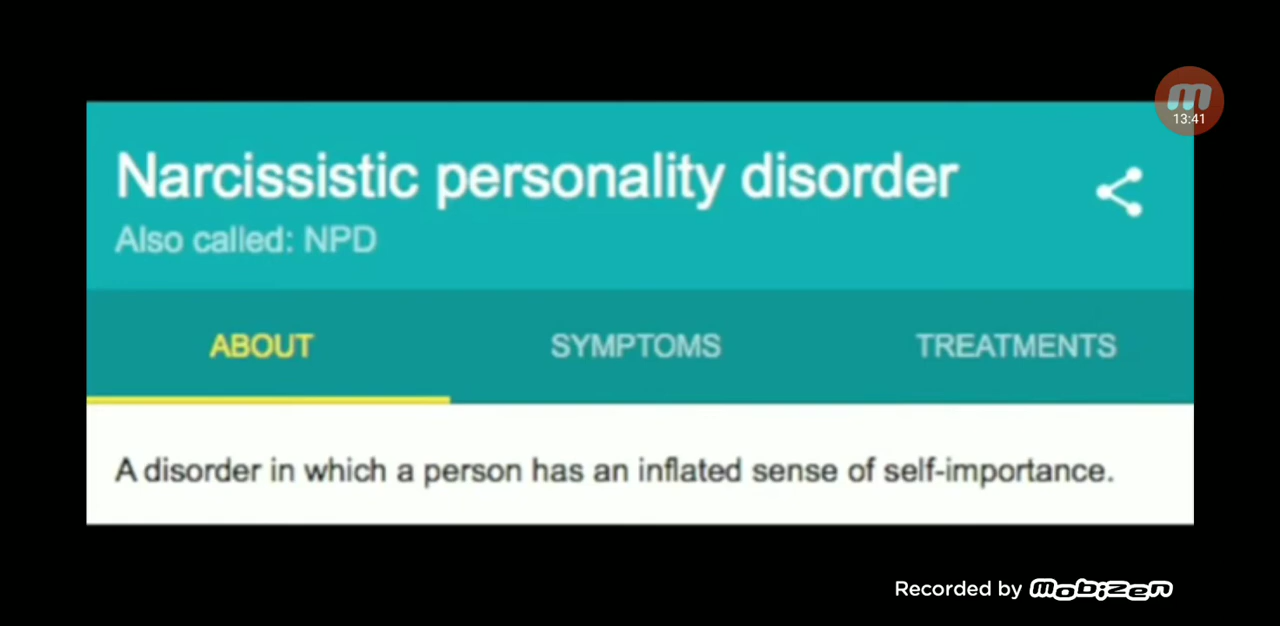 m
13:41
Narcissistic personality disorder
Also called: NPD
ABOUT SYMPTOMS TREATMENTS
A disorder in which a person has an inflated sense of self-importance.
Recorded by mobizen